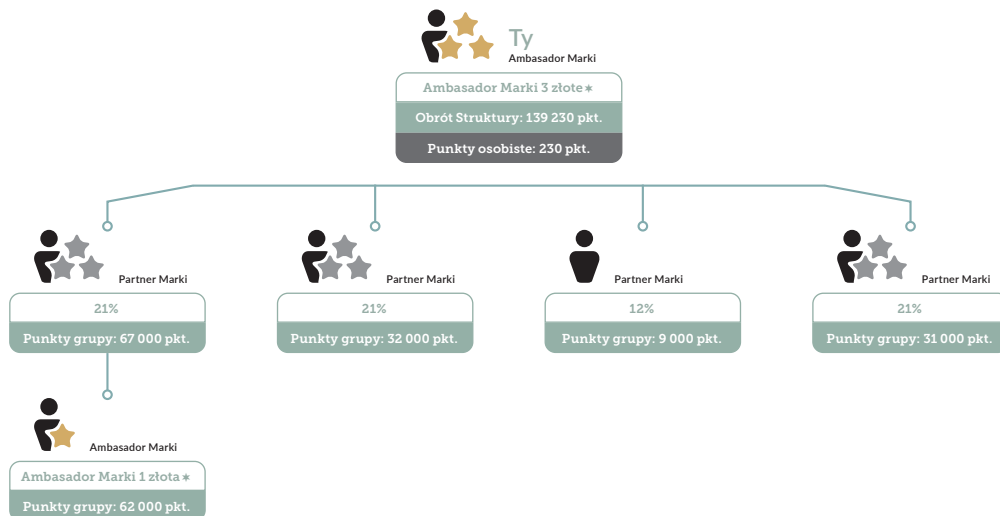 Ty
Ambasador Marki
Ambasador Marki 3 złote✶
Obrót Struktury: 139 230 pkt.
Punkty osobiste: 230 pkt.
Partner Marki
21%
Punkty grupy: 67 000 pkt.
Partner Marki
21%
Punkty grupy: 32 000 pkt.
Partner Marki
12%
Punkty grupy: 9 000 pkt.
Partner Marki
21%
Punkty grupy: 31 000 pkt.
Ambasador Marki
Ambasador Marki 1 złota✶
Punkty grupy: 62 000 pkt.